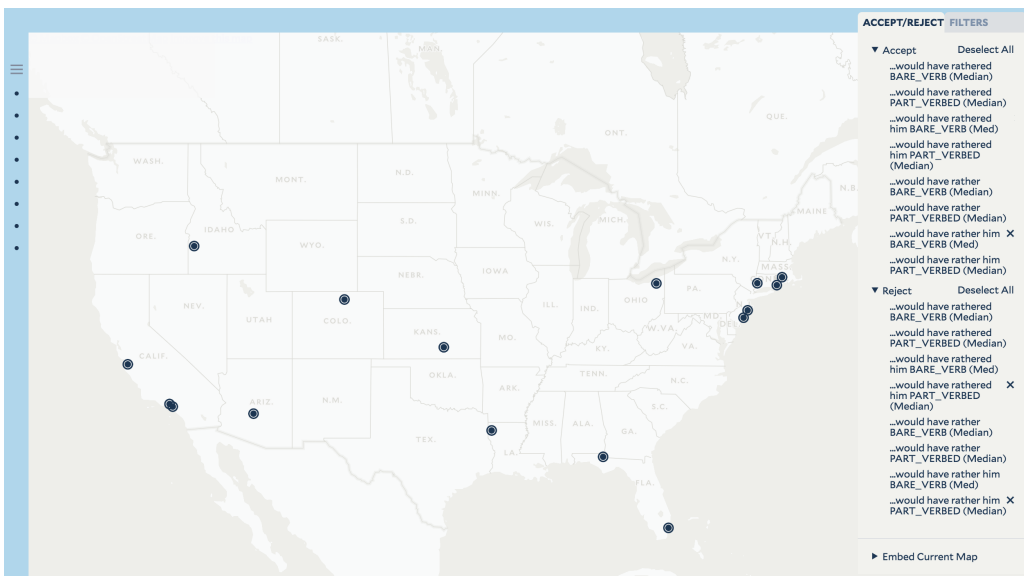 ACCEPT/REJECT FILTERS
SASK.
MAN.
ONT.
QUE.
N.B.
WASH.
MONT.
N.D.
MINN.
MAINE
ORE.
IDAHO
WYO.
S.D.
WIS.
MICH.
VT.
N.H.
N.Y.
MASS.
NEBR.
IOWA
NEV.
UTAH
COLO.
ILL.
IND.
OHIO
PA.
N.
MD.
DEL.
CALIF.
KANS.
MO.
W.VA.
VA.
KY.
ARIZ.
N.M.
OKLA.
ARK.
TENN.
N.C.
TEX.
LA.
MISS.
ALA.
GA.
S.C.
FLA.
▼ Accept Deselect All
...would have rathered
BARE_VERB (Median)
...would have rathered
PART_VERBED (Median)
...would have rathered
him BARE_VERB (Med)
...would have rathered
him PART_VERBED
(Median)
...would have rather
BARE_VERB (Median)
...would have rather
PART_VERBED (Median)
...would have rather him ✕
BARE_VERB (Med)
...would have rather him
PART_VERBED (Median)
▼ Reject Deselect All
...would have rathered
BARE_VERB (Median)
...would have rathered
PART_VERBED (Median)
...would have rathered
him BARE_VERB (Med)
...would have rathered ✕
him PART_VERBED
(Median)
...would have rather
BARE_VERB (Median)
...would have rather
PART_VERBED (Median)
...would have rather him
BARE_VERB (Med)
...would have rather him ✕
PART_VERBED (Median)
▶ Embed Current Map